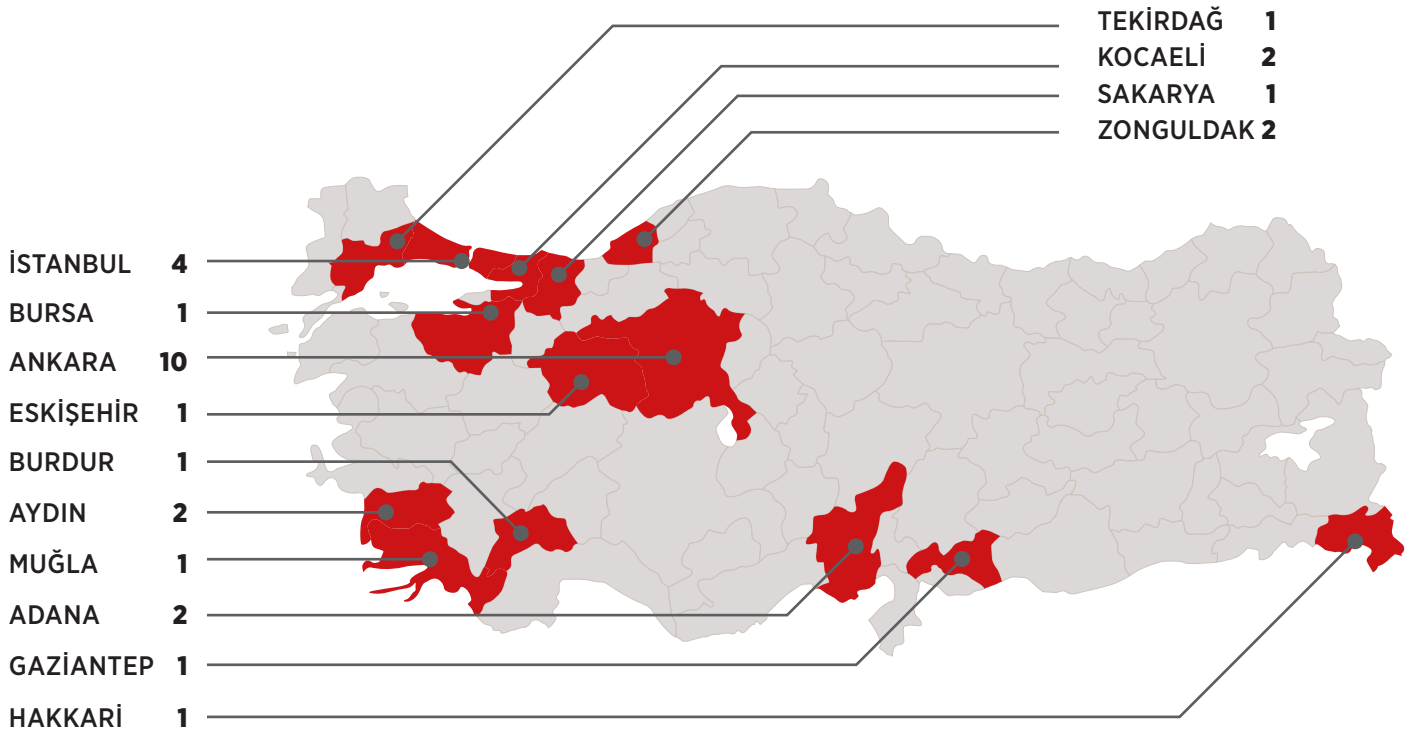 TEKİRDAĞ 1
KOCAELİ 2
SAKARYA 1
ZONGULDAK 2
İSTANBUL 4
BURSA 1
ANKARA 10
ESKİŞEHİR 1
BURDUR 1
AYDIN 2
MUĞLA 1
ADANA 2
GAZİANTEP 1
HAKKARİ 1